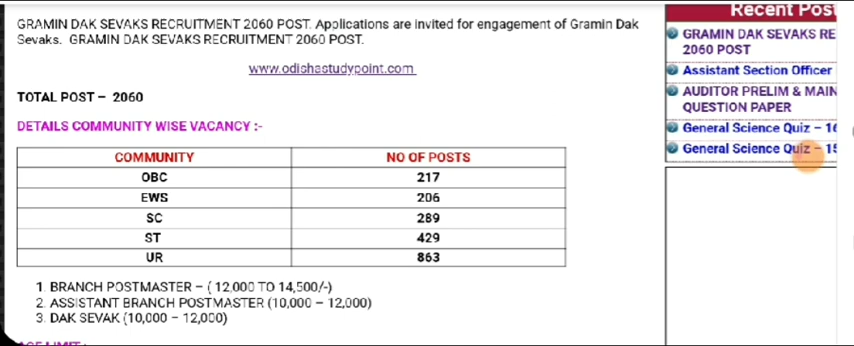 GRAMIN DAK SEVAKS RECRUITMENT 2060 POST. Applications are invited for engagement of Gramin Dak
Sevaks. GRAMIN DAK SEVAKS RECRUITMENT 2060 POST.
www.odishastudypoint.com
TOTAL POST – 2060
DETAILS COMMUNITY WISE VACANCY :-
COMMUNITY NO OF POSTS
OBC 217
EWS 206
SC 289
ST 429
UR 863
1. BRANCH POSTMASTER – ( 12,000 TO 14,500/-)
2. ASSISTANT BRANCH POSTMASTER (10,000 – 12,000)
3. DAK SEVAK (10,000 – 12,000)
AGE LIMIT :
Recent Post
GRAMIN DAK SEVAKS RE
2060 POST
Assistant Section Officer
AUDITOR PRELIM & MAIN
QUESTION PAPER
General Science Quiz – 16
General Science Quiz – 15